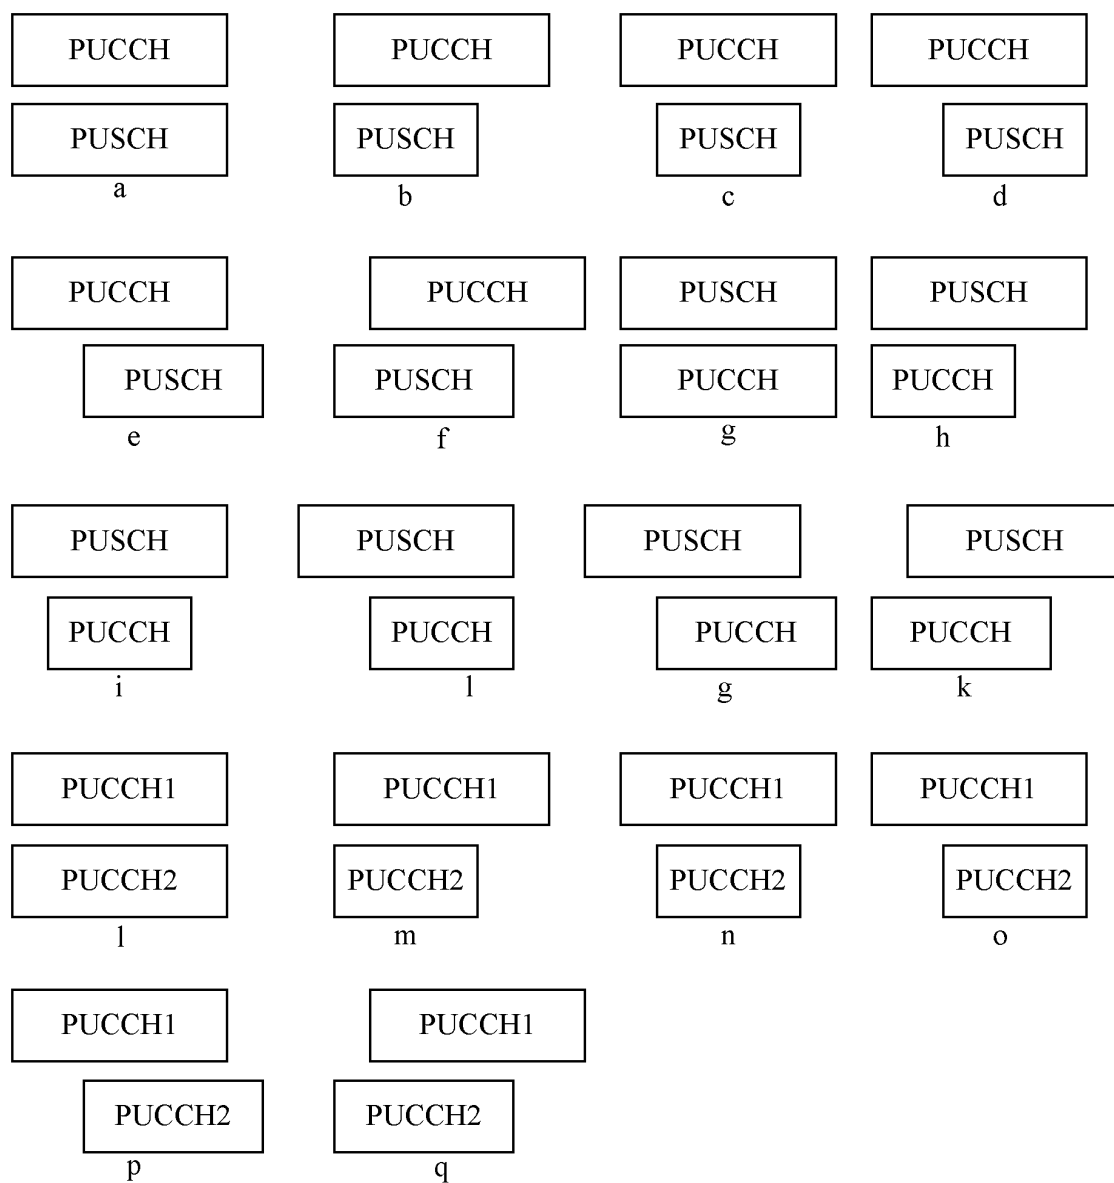 PUCCH PUCCH PUCCH PUCCH
PUSCH PUSCH PUSCH PUSCH
a b c d
PUCCH PUCCH PUSCH PUSCH
PUSCH PUSCH PUCCH PUCCH
e f g h
PUSCH PUSCH PUSCH PUSCH
PUCCH PUCCH PUCCH PUCCH
i l g k
PUCCH1 PUCCH1 PUCCH1 PUCCH1
PUCCH2 PUCCH2 PUCCH2 PUCCH2
l m n o
PUCCH1 PUCCH1
PUCCH2 PUCCH2
p q